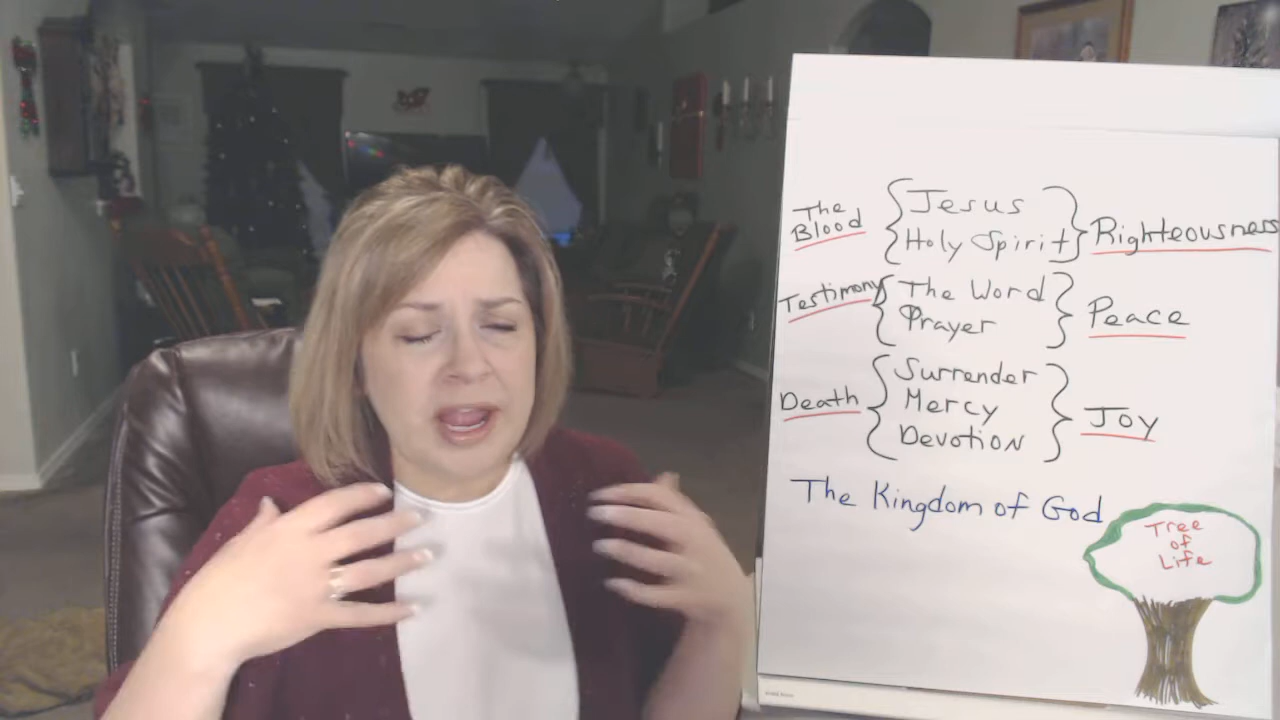 The
Blood
Jesus
Holy Spirit
Righteousness
Testimony
The Word
Prayer
Peace
Death
Surrender
Mercy
Devotion
Joy
The Kingdom of God
Tree
of
Life